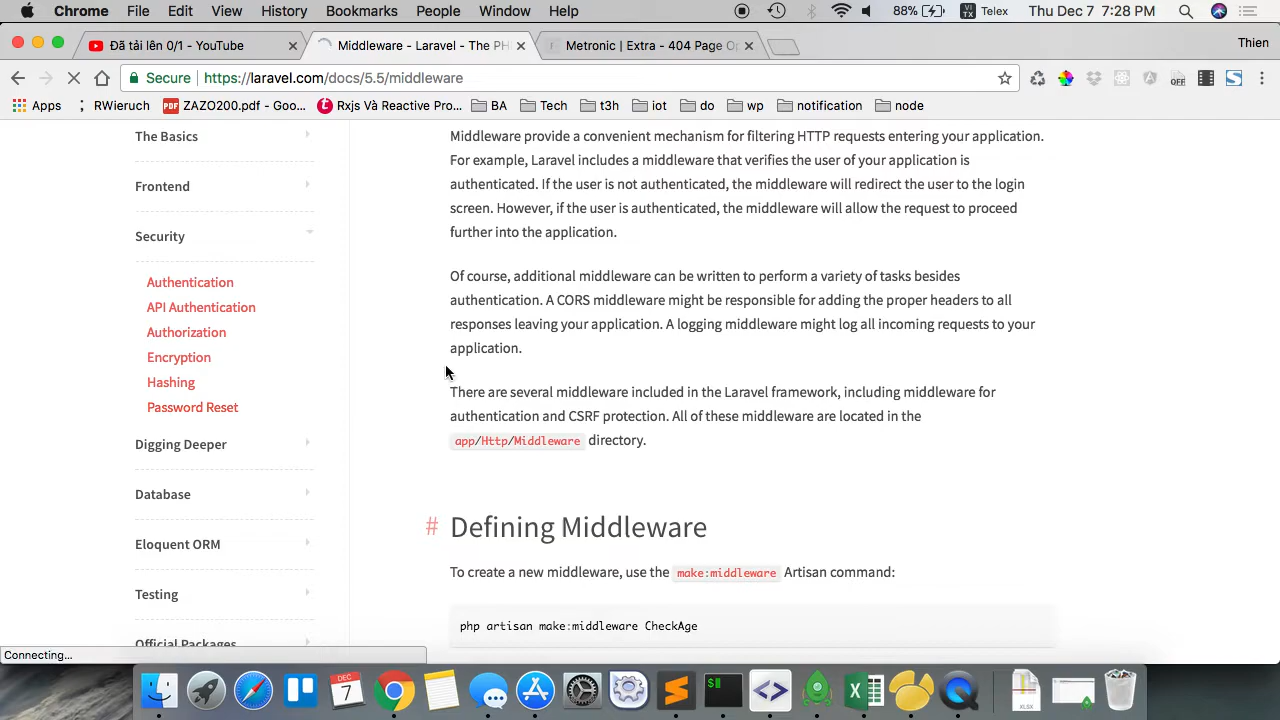 Chrome File Edit View History Bookmarks People Window Help 88% VI TX Telex Thu Dec 7 7:28 PM
Đã tải lên 0/1 - YouTube Middleware - Laravel - The PH Metronic | Extra - 404 Page Op Thien
Secure https://laravel.com/docs/5.5/middleware OFF
Apps RWieruch PDF ZAZO200.pdf - Goo... t Rxjs Và Reactive Pro... BA Tech t3h iot do wp notification node
The Basics
Frontend
Security
Authentication
API Authentication
Authorization
Encryption
Hashing
Password Reset
Digging Deeper
Database
Eloquent ORM
Testing
Official Packages
Middleware provide a convenient mechanism for filtering HTTP requests entering your application.
For example, Laravel includes a middleware that verifies the user of your application is
authenticated. If the user is not authenticated, the middleware will redirect the user to the login
screen. However, if the user is authenticated, the middleware will allow the request to proceed
further into the application.
Of course, additional middleware can be written to perform a variety of tasks besides
authentication. A CORS middleware might be responsible for adding the proper headers to all
responses leaving your application. A logging middleware might log all incoming requests to your
application.
There are several middleware included in the Laravel framework, including middleware for
authentication and CSRF protection. All of these middleware are located in the
app/Http/Middleware directory.
# Defining Middleware
To create a new middleware, use the make:middleware Artisan command:
php artisan make:middleware CheckAge
Connecting...
DEC
7
$
XLSX